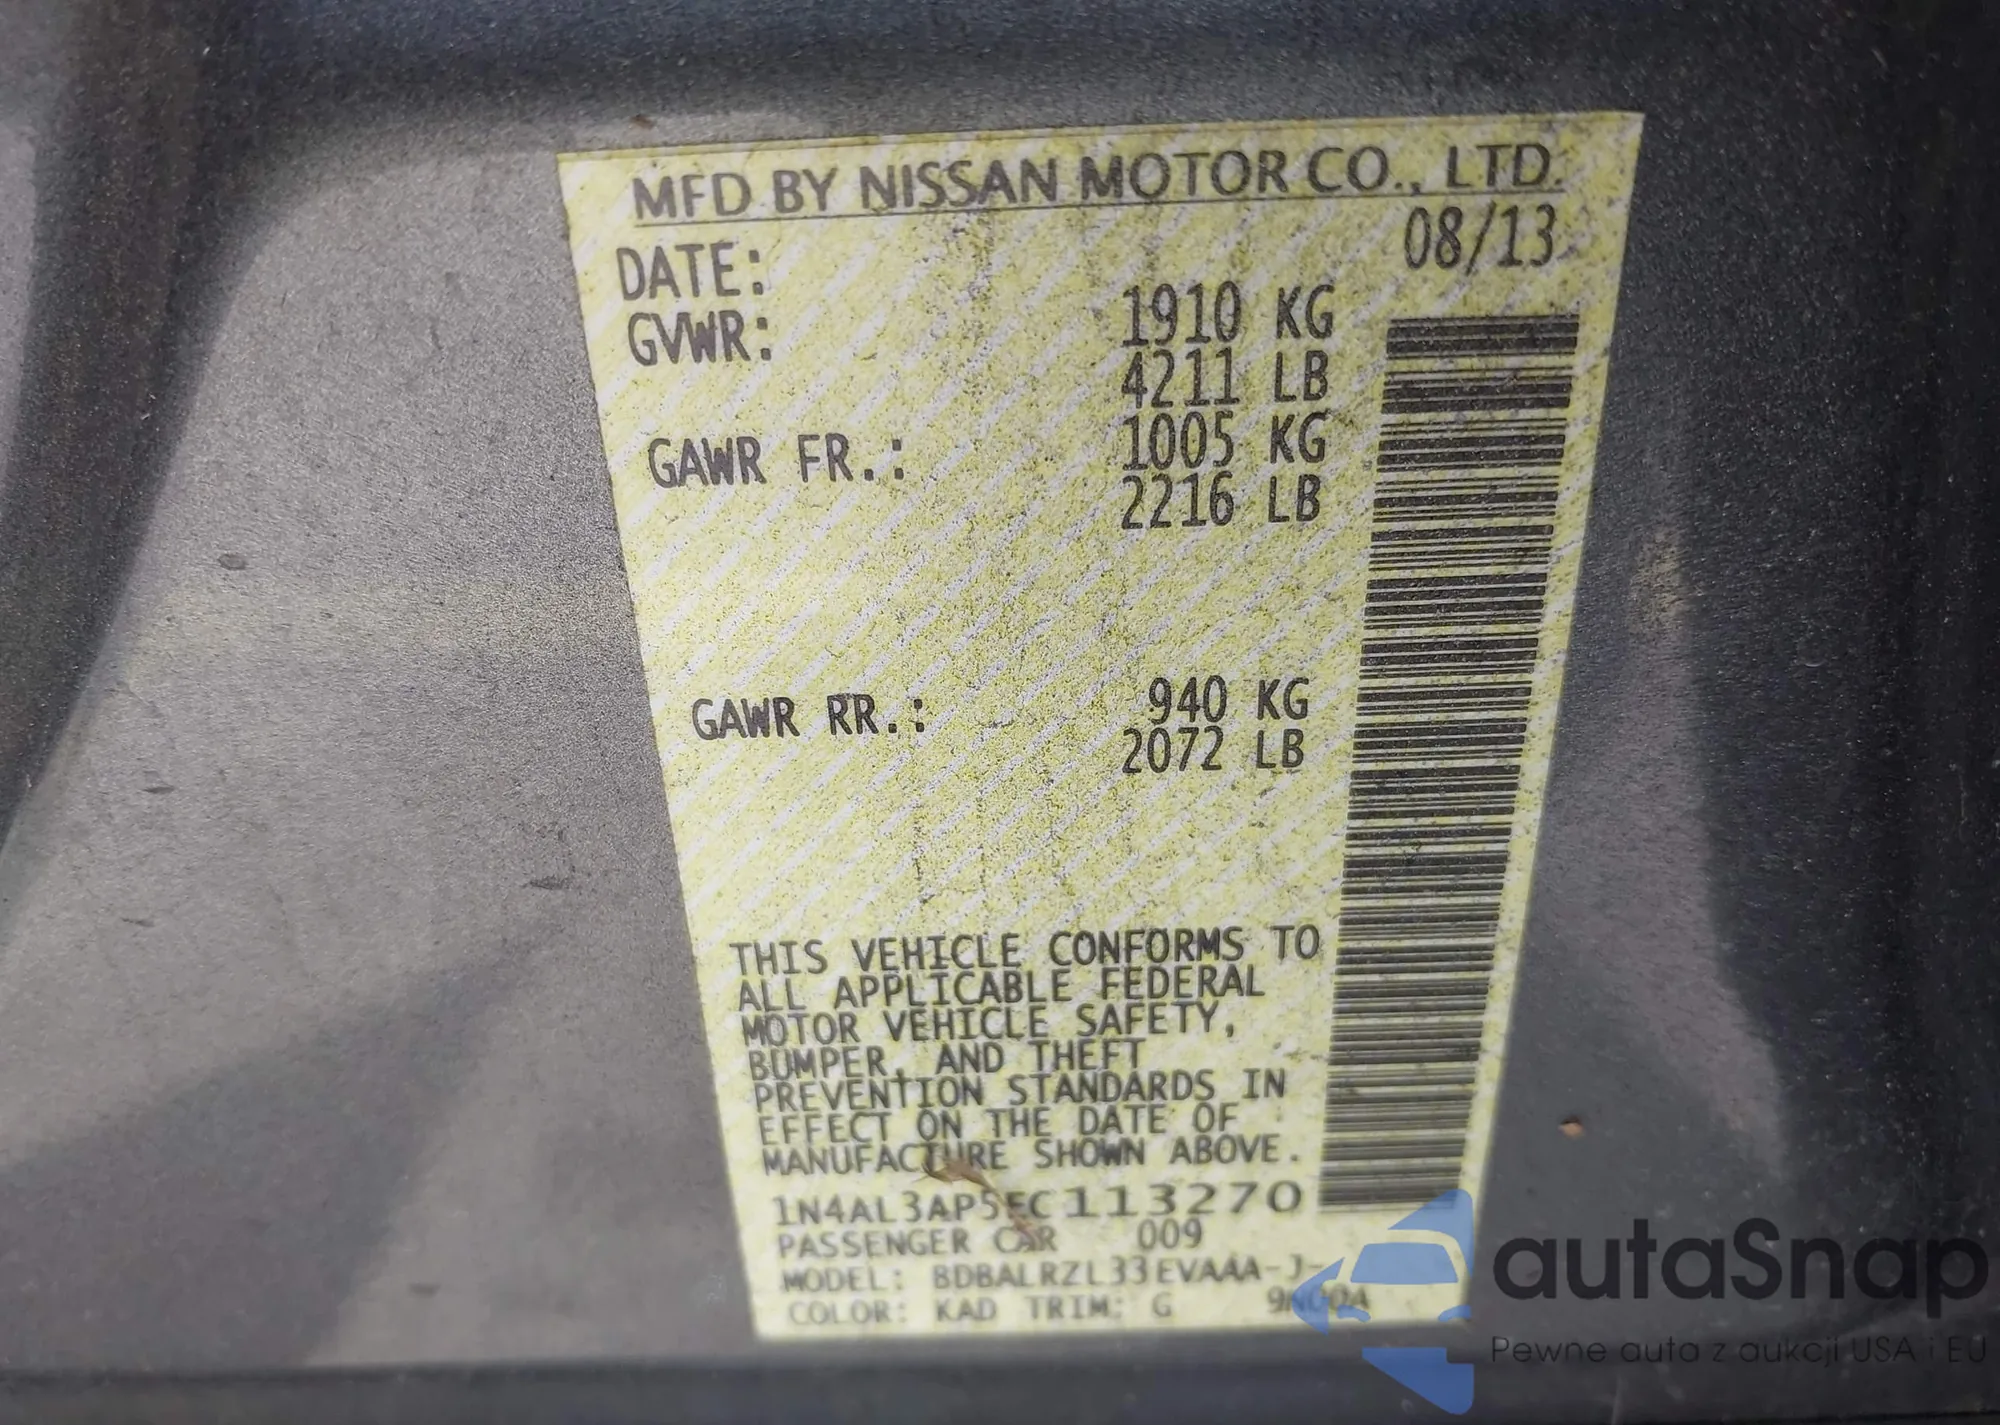 MFD BY NISSAN MOTOR CO., LTD.
DATE: 08/13
GVWR: 1910 KG
4211 LB
GAWR FR.: 1005 KG
2216 LB
GAWR RR.: 940 KG
2072 LB
THIS VEHICLE CONFORMS TO
ALL APPLICABLE FEDERAL
MOTOR VEHICLE SAFETY,
BUMPER, AND THEFT
PREVENTION STANDARDS IN
EFFECT ON THE DATE OF
MANUFACTURE SHOWN ABOVE.
1N4AL3AP5EC113270
PASSENGER CAR 009
MODEL: BDBALRZL33EVAAA-J-
COLOR: KAD TRIM: G
autaSnap
Pewne auta z aukcji USA i EU